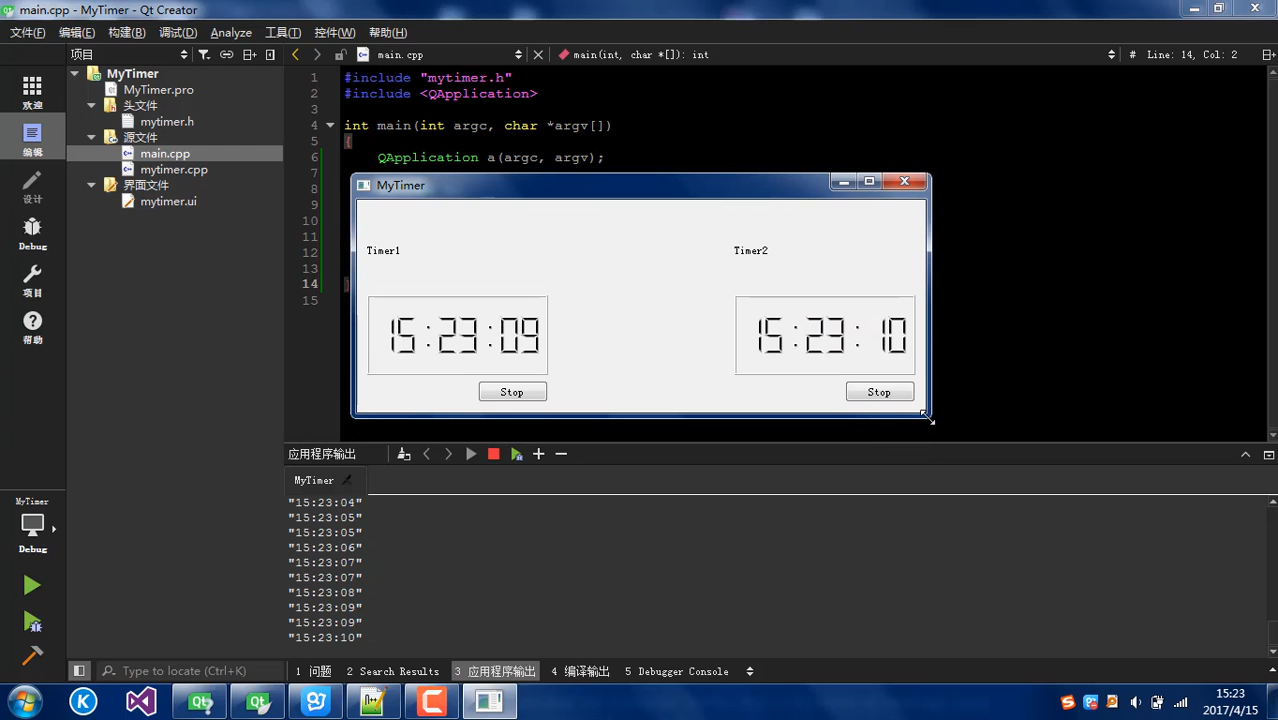 main.cpp - MyTimer - Qt Creator
文件(F) 编辑(E) 构建(B) 调试(D) Analyze 工具(T) 控件(W) 帮助(H)
项目
main.cpp
main(int, char *[]): int
# Line: 14, Col: 2
欢迎
编辑
设计
Debug
项目
帮助
MyTimer
Debug
MyTimer
MyTimer.pro
头文件
mytimer.h
源文件
main.cpp
mytimer.cpp
界面文件
mytimer.ui
1 #include "mytimer.h"
2 #include <QApplication>
3
4 int main(int argc, char *argv[])
5 {
6 QApplication a(argc, argv);
7
8
9
10
11
12
13
14 }
15
MyTimer
Timer1
Timer2
15:23:09
15:23:10
Stop
Stop
应用程序输出
MyTimer
"15:23:04"
"15:23:05"
"15:23:05"
"15:23:06"
"15:23:07"
"15:23:07"
"15:23:08"
"15:23:09"
"15:23:09"
"15:23:10"
Type to locate (Ctrl+K)
1 问题 2 Search Results 3 应用程序输出 4 编译输出 5 Debugger Console
15:23
2017/4/15